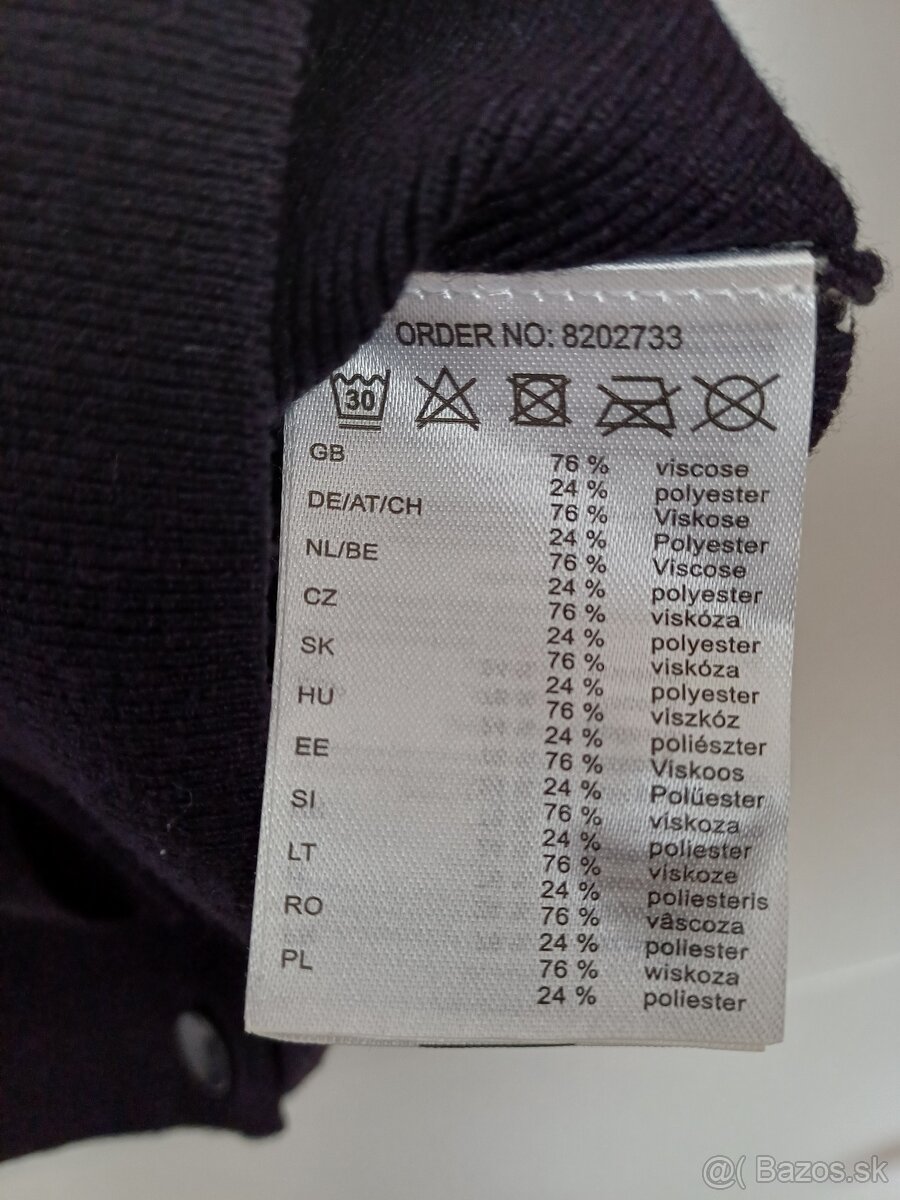 ORDER NO: 8202733
30
GB 76 % viscose
24 % polyester
DE/AT/CH 76 % Viskose
24 % Polyester
NL/BE 76 % Viscose
24 % polyester
CZ 76 % viskóza
24 % polyester
SK 76 % viskóza
24 % polyester
HU 76 % viszkóz
24 % poliészter
EE 76 % Viskoos
24 % Polüester
SI 76 % viskoza
24 % poliester
LT 76 % viskoze
24 % poliesteris
RO 76 % vâscoza
24 % poliester
PL 76 % wiskoza
24 % poliester
@( Bazos.sk